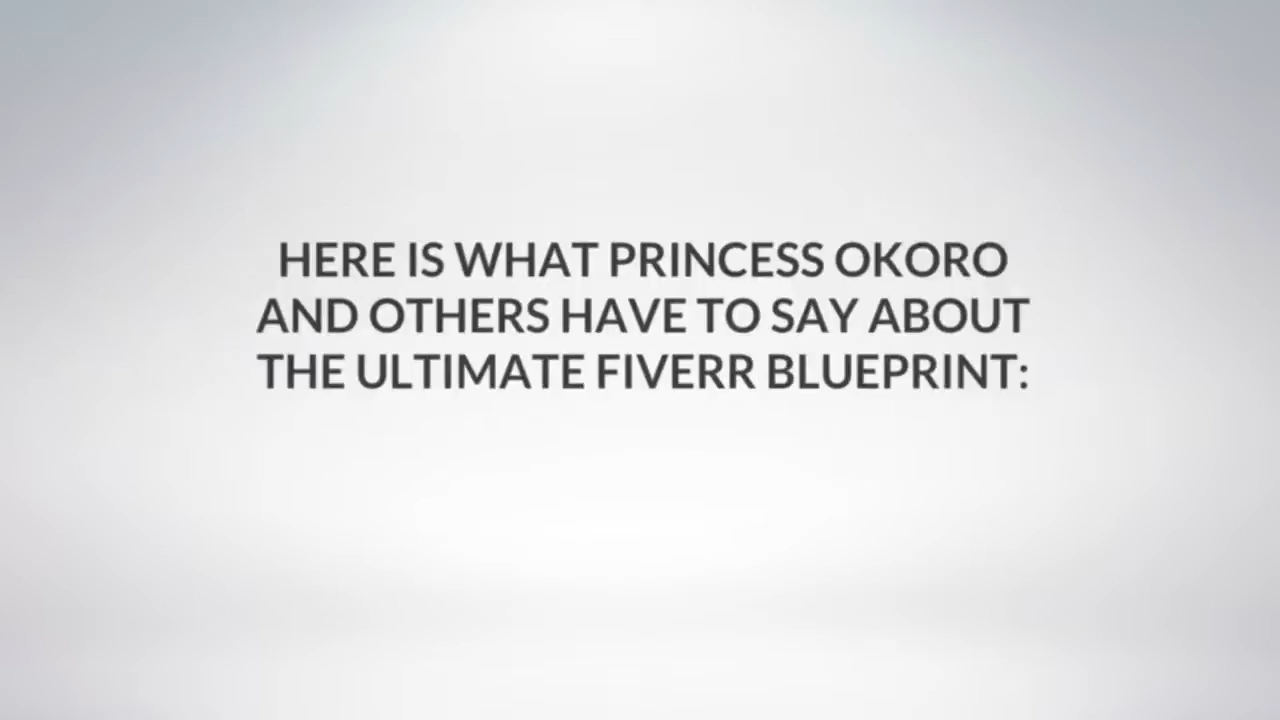 HERE IS WHAT PRINCESS OKORO
AND OTHERS HAVE TO SAY ABOUT
THE ULTIMATE FIVERR BLUEPRINT: